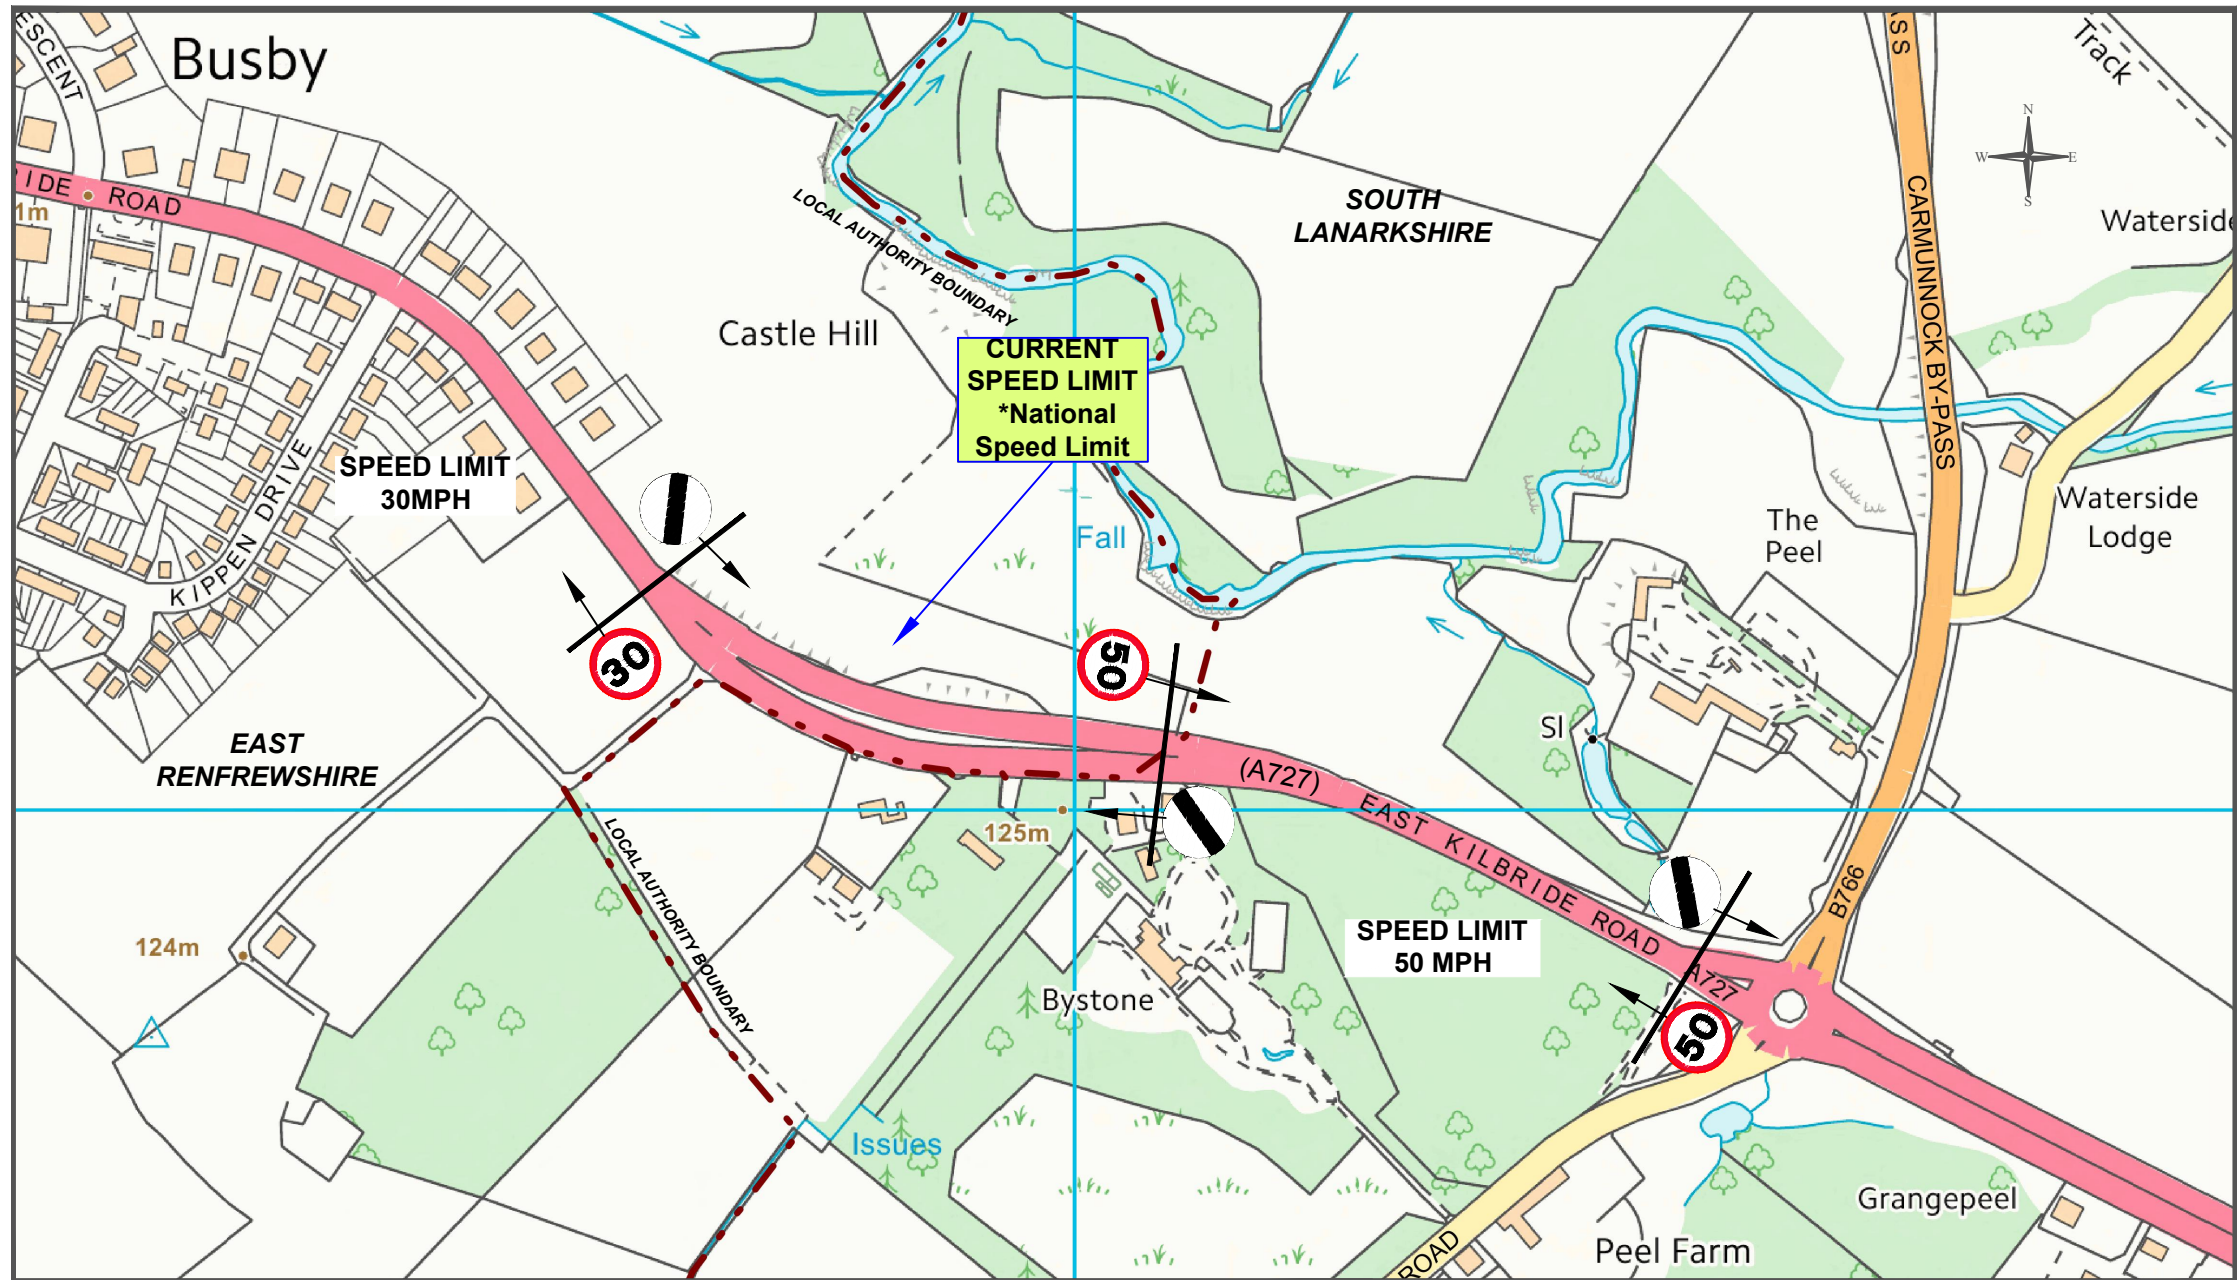 ESCENT
Busby
ASS
Track
N
W E
S
IDE ROAD
1m
LOCAL AUTHORITY BOUNDARY
SOUTH
LANARKSHIRE
CARMUNNOCK BY-PASS
Waterside
Castle Hill
CURRENT
SPEED LIMIT
*National
Speed Limit
SPEED LIMIT
30MPH
KIPPEN DRIVE
Fall
The
Peel
Waterside
Lodge
30
50
EAST
RENFREWSHIRE
Sl
(A727)
EAST KILBRIDE ROAD
125m
LOCAL AUTHORITY BOUNDARY
B766
124m
SPEED LIMIT
50 MPH
A727
Bystone
50
Issues
Grangepeel
Peel Farm
ROAD